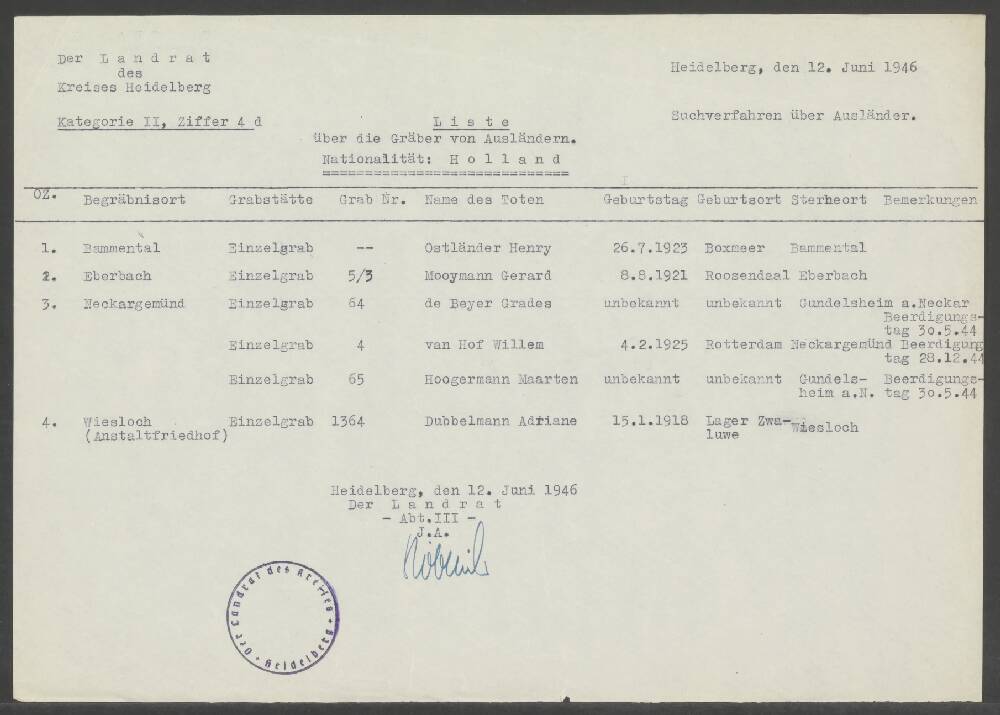 Der Landrat
des
Kreises Heidelberg
Heidelberg, den 12. Juni 1946
Kategorie II, Ziffer 4 d
Suchverfahren über Ausländer.
Liste
über die Gräber von Ausländern.
Nationalität: Holland
OZ. Begräbnisort Grabstätte Grab Nr. Name des Toten Geburtstag Geburtsort Sterbeort Bemerkungen
1. Bammental Einzelgrab -- Ostländer Henry 26.7.1923 Boxmeer Bammental
2. Eberbach Einzelgrab 5/3 Mooymann Gerard 8.8.1921 Roosendaal Eberbach
3. Neckargemünd Einzelgrab 64 de Beyer Grades unbekannt unbekannt Gundelsheim a.Neckar
Beerdigungs-
tag 30.5.44
Einzelgrab 4 van Hof Willem 4.2.1925 Rotterdam Neckargemünd Beerdigung
tag 28.12.44
Einzelgrab 65 Hoogermann Maarten unbekannt unbekannt Gundels- Beerdigungs-
heim a.N. tag 30.5.44
4. Wiesloch Einzelgrab 1364 Dubbelmann Adriane 15.1.1918 Lager Zwa- Wiesloch
(Anstaltfriedhof) luwe
Heidelberg, den 12. Juni 1946
Der Landrat
- Abt.III -
J.A.
Der Landrat des Kreises + Heidelberg +